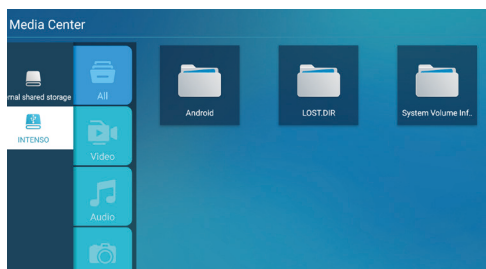 Media Center
rnal shared storage
INTENSO
All
Video
Audio
Android
LOST.DIR
System Volume Inf..